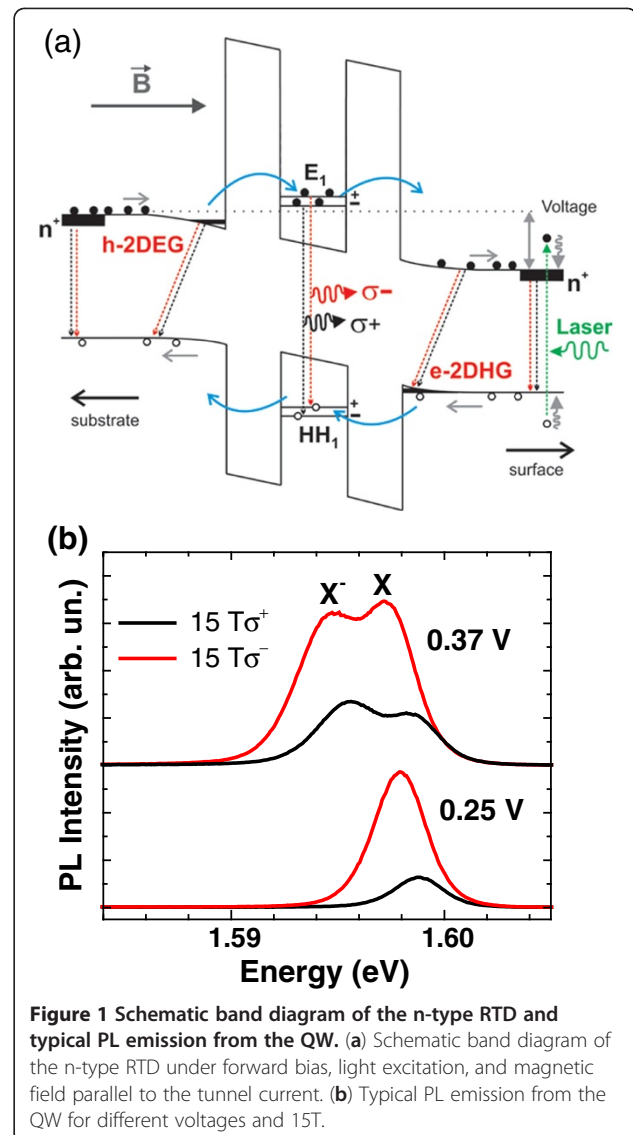 (a)
B
E₁
+
−
Voltage
n⁺
h-2DEG
n⁺
σ−
σ+
Laser
e-2DHG
+
−
substrate
HH₁
surface
(b)
X⁻ X
15 Tσ⁺
15 Tσ⁻
0.37 V
0.25 V
PL Intensity (arb. un.)
1.59 1.60
Energy (eV)
Figure 1 Schematic band diagram of the n-type RTD and
typical PL emission from the QW. (a) Schematic band diagram of
the n-type RTD under forward bias, light excitation, and magnetic
field parallel to the tunnel current. (b) Typical PL emission from the
QW for different voltages and 15T.